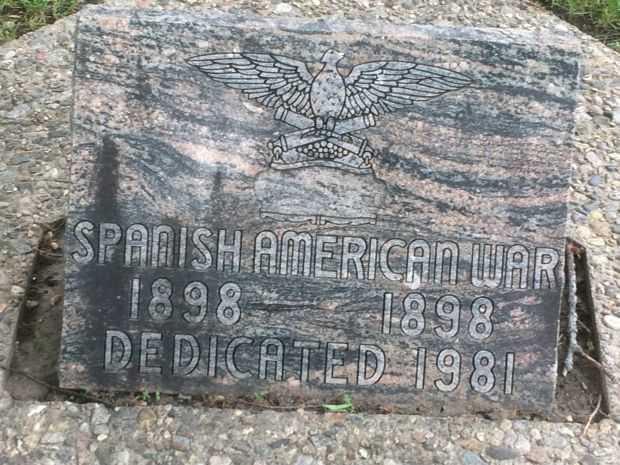 SPANISH AMERICAN WAR
1898 1898
DEDICATED 1981